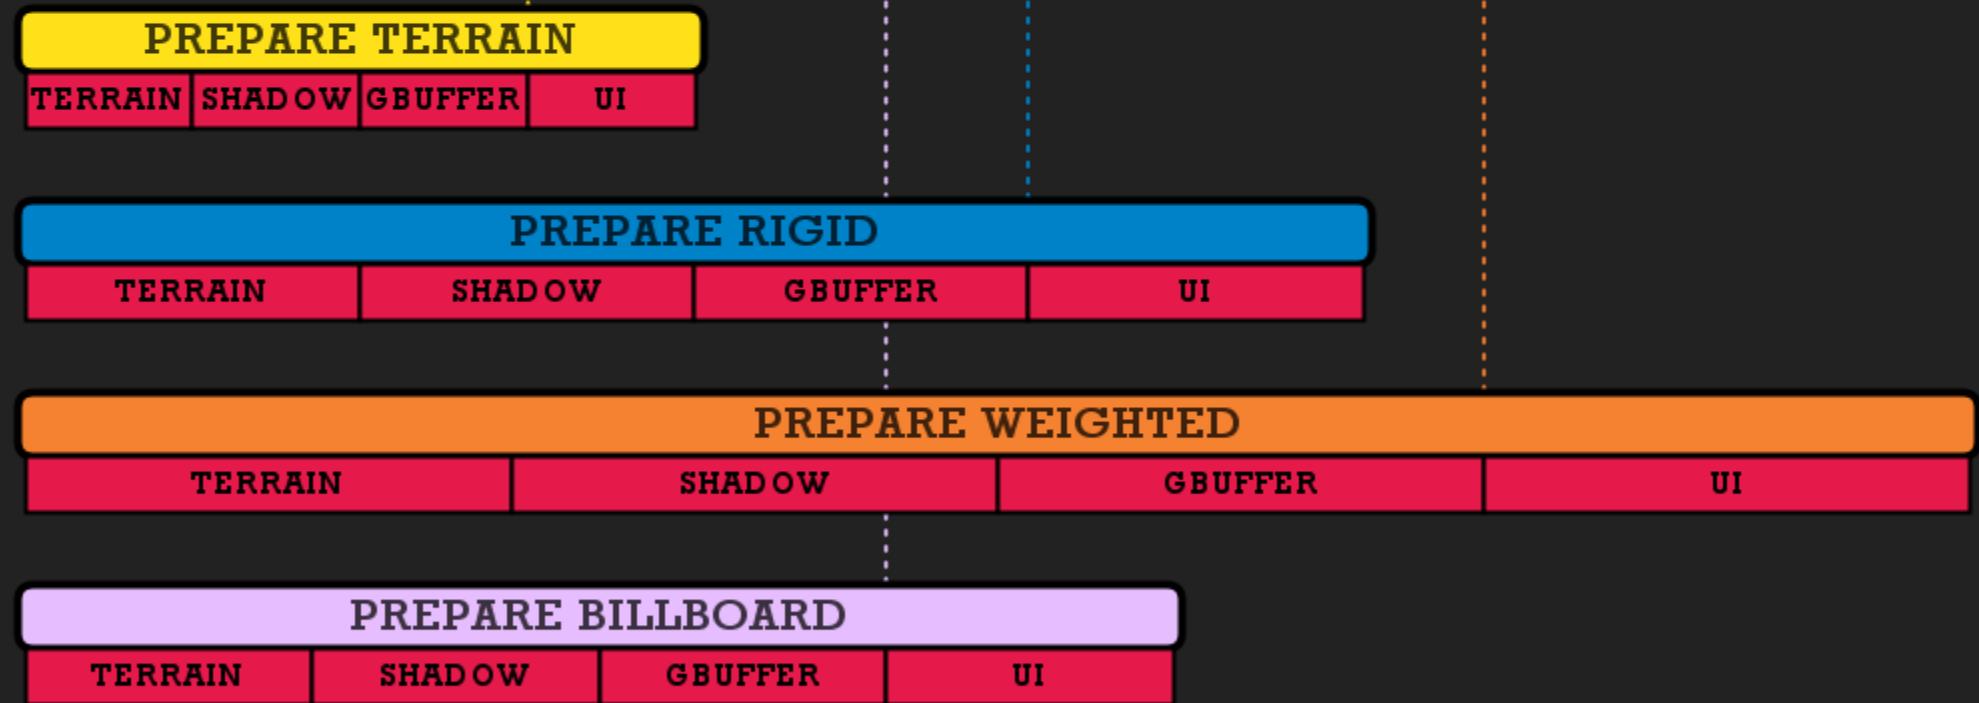 PREPARE TERRAIN
TERRAIN SHADOW GBUFFER UI
PREPARE RIGID
TERRAIN SHADOW GBUFFER UI
PREPARE WEIGHTED
TERRAIN SHADOW GBUFFER UI
PREPARE BILLBOARD
TERRAIN SHADOW GBUFFER UI